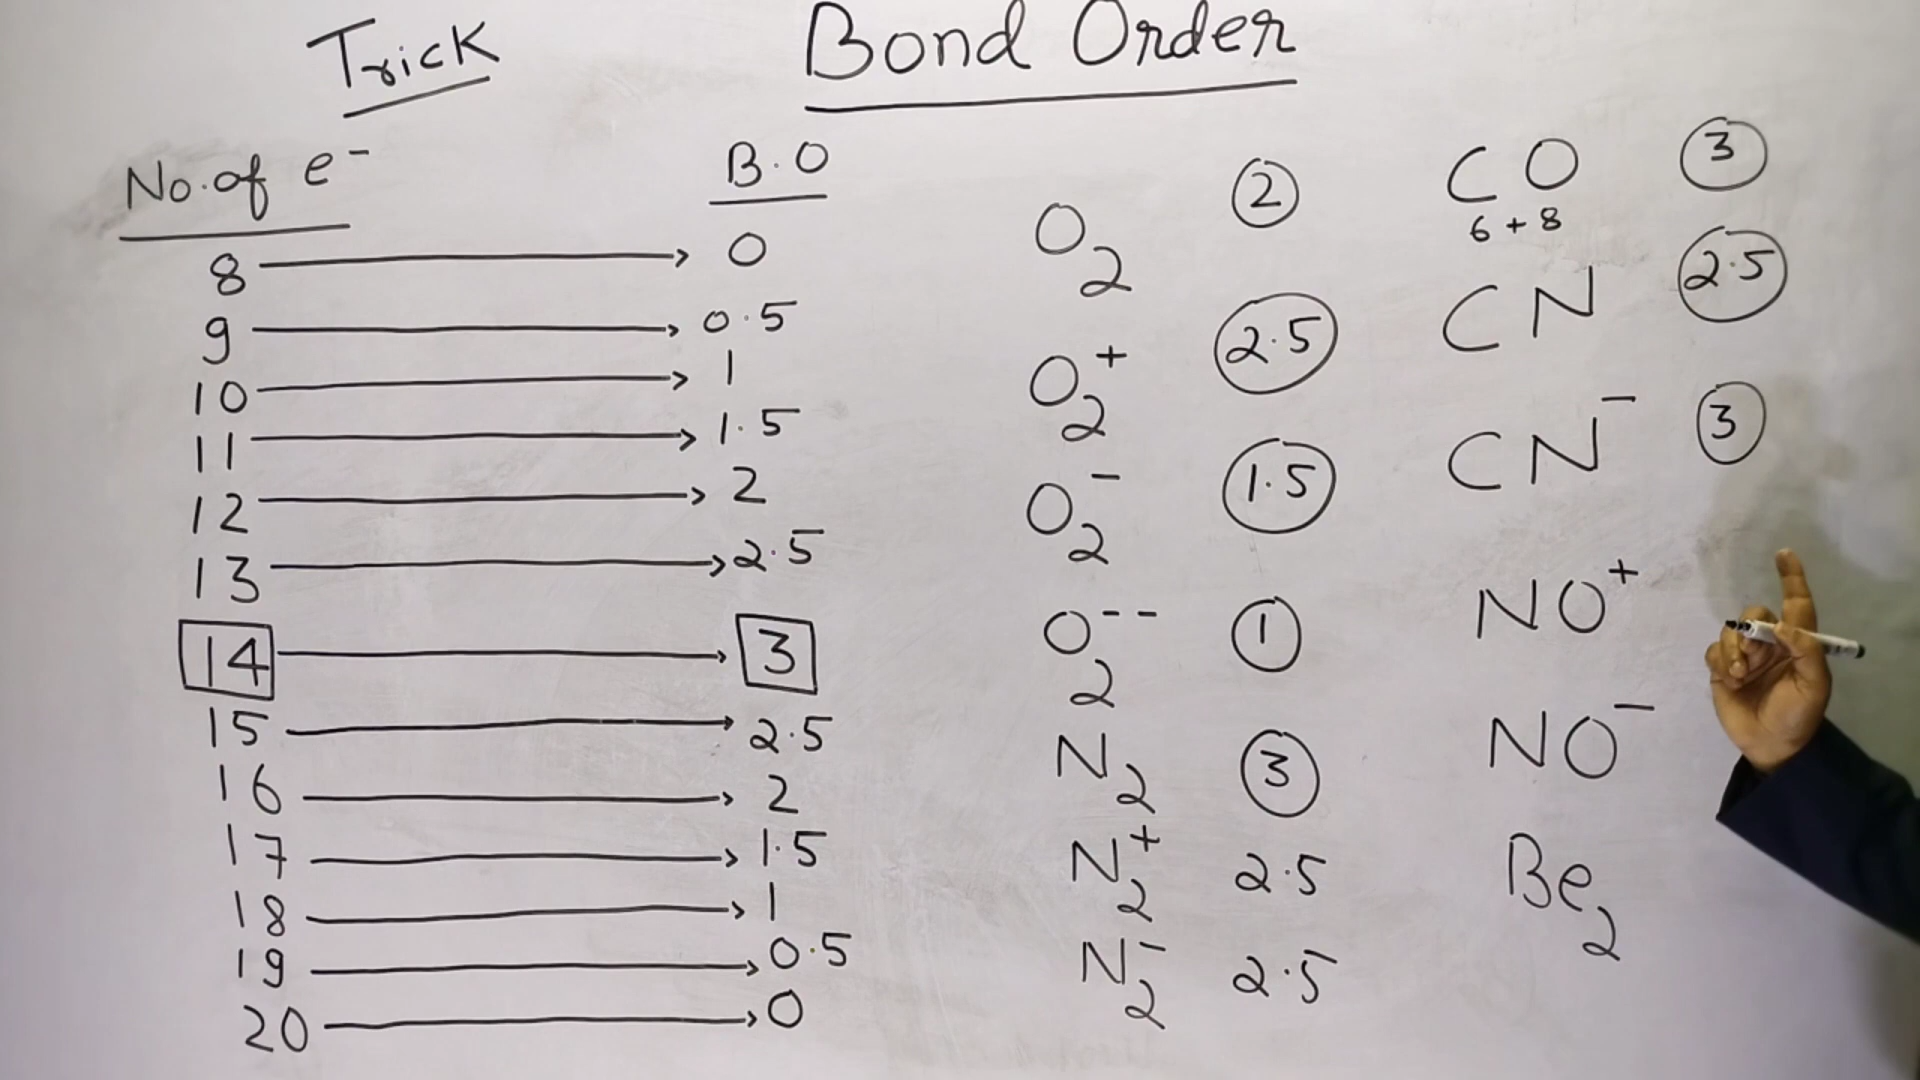 Trick
Bond Order
No. of e⁻ B.O
8 → 0
9 → 0.5
10 → 1
11 → 1.5
12 → 2
13 → 2.5
14 → 3
15 → 2.5
16 → 2
17 → 1.5
18 → 1
19 → 0.5
20 → 0
O₂ 2
O₂⁺ 2.5
O₂⁻ 1.5
O₂⁻⁻ 1
N₂ 3
N₂⁺ 2.5
N₂⁻ 2.5
CO 3
6+8
CN 2.5
CN⁻ 3
NO⁺
NO⁻
Be₂